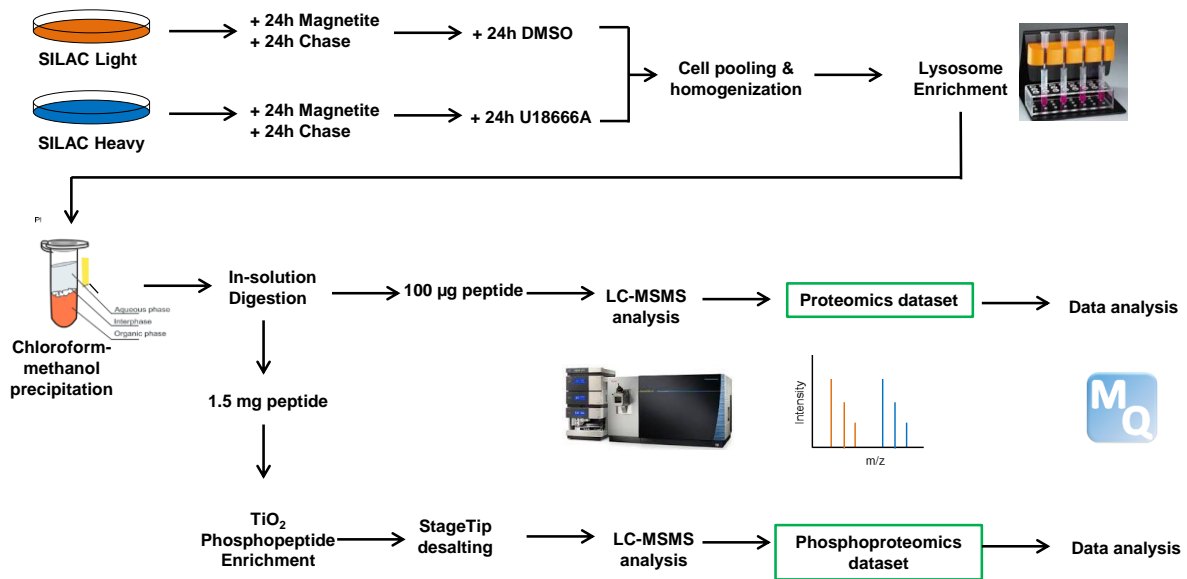 SILAC Light
+ 24h Magnetite
+ 24h Chase
+ 24h DMSO
SILAC Heavy
+ 24h Magnetite
+ 24h Chase
+ 24h U18666A
Cell pooling &
homogenization
Lysosome
Enrichment
Aqueous phase
Interphase
Organic phase
Chloroform-
methanol
precipitation
In-solution
Digestion
100 µg peptide
LC-MSMS
analysis
Proteomics dataset
Data analysis
1.5 mg peptide
Intensity
m/z
MQ
TiO2
Phosphopeptide
Enrichment
StageTip
desalting
LC-MSMS
analysis
Phosphoproteomics
dataset
Data analysis